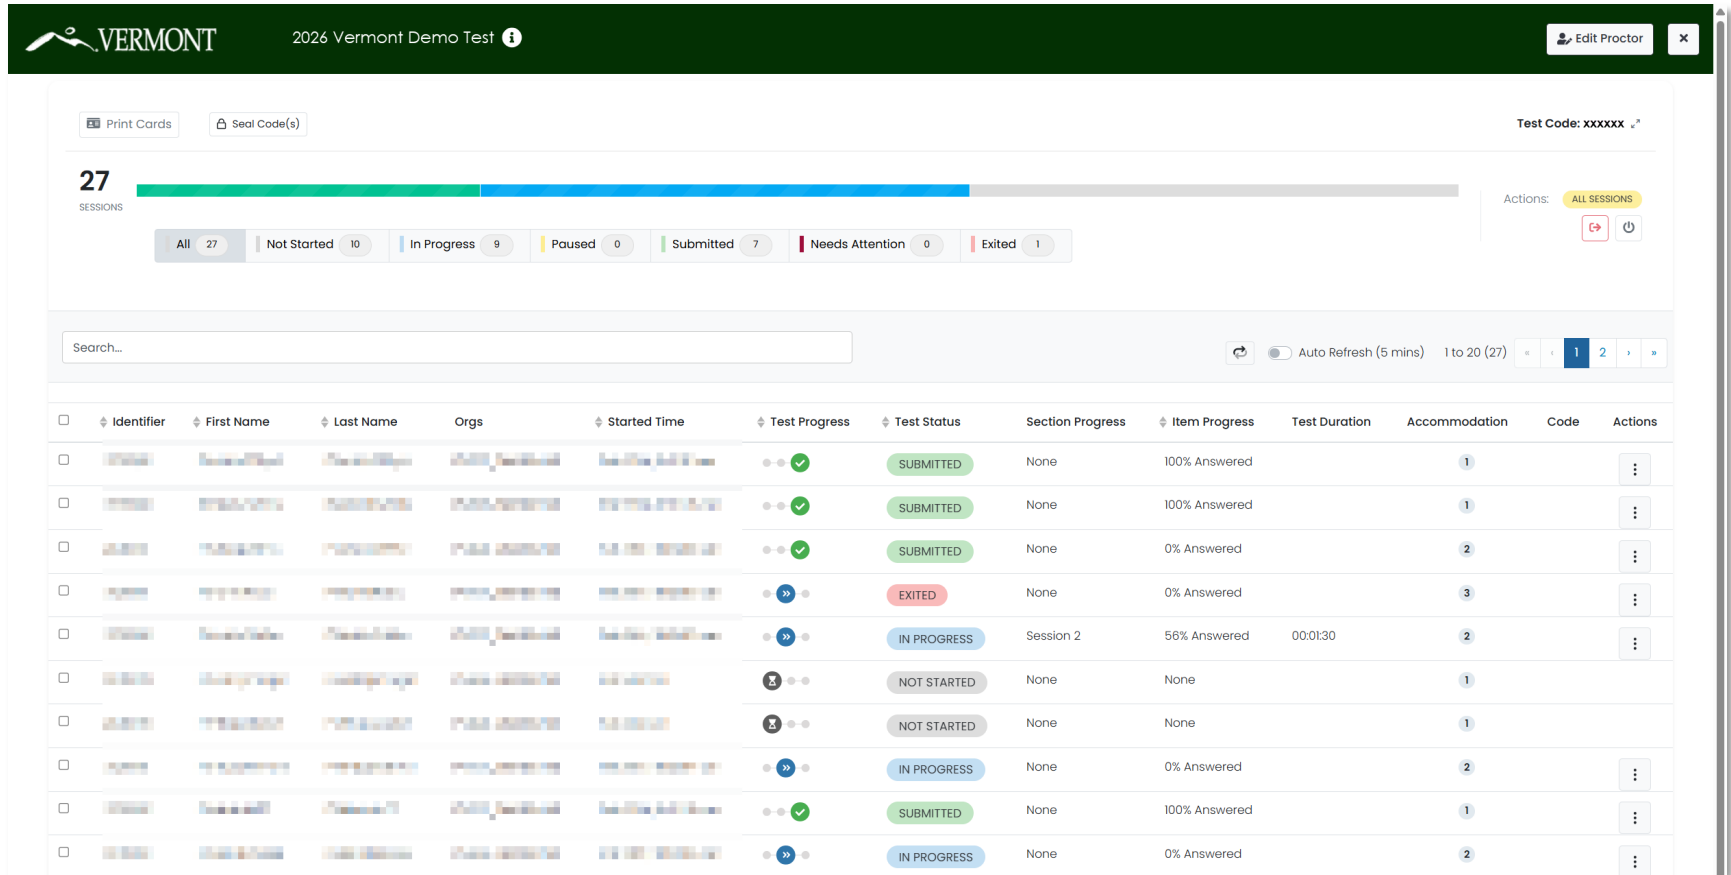 VERMONT 2026 Vermont Demo Test Edit Proctor
Print Cards Seal Code(s) Test Code: xxxxxx
27
SESSIONS
Actions: ALL SESSIONS
All 27 Not Started 10 In Progress 9 Paused 0 Submitted 7 Needs Attention 0 Exited 1
Search... Auto Refresh (5 mins) 1 to 20 (27) « ‹ 1 2 › »
Identifier First Name Last Name Orgs Started Time Test Progress Test Status Section Progress Item Progress Test Duration Accommodation Code Actions
SUBMITTED None 100% Answered 1
SUBMITTED None 100% Answered 1
SUBMITTED None 0% Answered 2
EXITED None 0% Answered 3
IN PROGRESS Session 2 56% Answered 00:01:30 2
NOT STARTED None None 1
NOT STARTED None None 1
IN PROGRESS None 0% Answered 2
SUBMITTED None 100% Answered 1
IN PROGRESS None 0% Answered 2